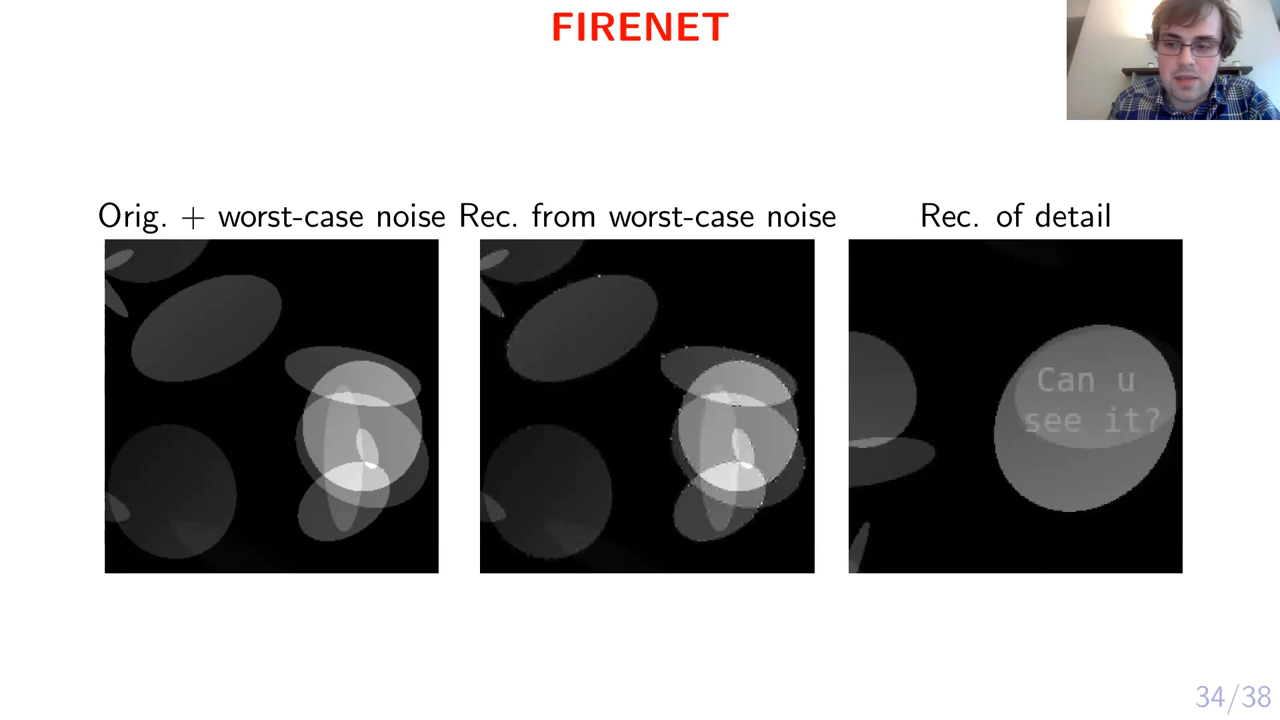 FIRENET
Orig. + worst-case noise
Rec. from worst-case noise
Rec. of detail
Can u
see it?
34/38